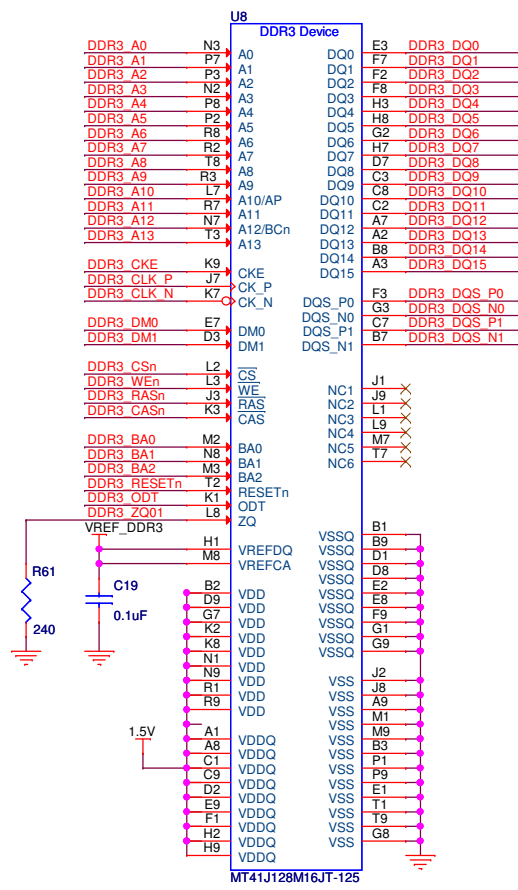 U8
DDR3 Device
DDR3_A0 N3 A0 DQ0 E3 DDR3_DQ0
DDR3_A1 P7 A1 DQ1 F7 DDR3_DQ1
DDR3_A2 P3 A2 DQ2 F2 DDR3_DQ2
DDR3_A3 N2 A3 DQ3 F8 DDR3_DQ3
DDR3_A4 P8 A4 DQ4 H3 DDR3_DQ4
DDR3_A5 P2 A5 DQ5 H8 DDR3_DQ5
DDR3_A6 R8 A6 DQ6 G2 DDR3_DQ6
DDR3_A7 R2 A7 DQ7 H7 DDR3_DQ7
DDR3_A8 T8 A8 DQ8 D7 DDR3_DQ8
DDR3_A9 R3 A9 DQ9 C3 DDR3_DQ9
DDR3_A10 L7 A10/AP DQ10 C8 DDR3_DQ10
DDR3_A11 R7 A11 DQ11 C2 DDR3_DQ11
DDR3_A12 N7 A12/BCn DQ12 A7 DDR3_DQ12
DDR3_A13 T3 A13 DQ13 A2 DDR3_DQ13
DQ14 B8 DDR3_DQ14
DDR3_CKE K9 CKE DQ15 A3 DDR3_DQ15
DDR3_CLK_P J7 CK_P
DDR3_CLK_N K7 CK_N DQS_P0 F3 DDR3_DQS_P0
DQS_N0 G3 DDR3_DQS_N0
DDR3_DM0 E7 DM0 DQS_P1 C7 DDR3_DQS_P1
DDR3_DM1 D3 DM1 DQS_N1 B7 DDR3_DQS_N1
DDR3_CSn L2 CS
DDR3_WEn L3 WE NC1 J1
DDR3_RASn J3 RAS NC2 J9
DDR3_CASn K3 CAS NC3 L1
NC4 L9
DDR3_BA0 M2 BA0 NC5 M7
DDR3_BA1 N8 BA1 NC6 T7
DDR3_BA2 M3 BA2
DDR3_RESETn T2 RESETn
DDR3_ODT K1 ODT
DDR3_ZQ01 L8 ZQ
VREF_DDR3 VSSQ B1
H1 VREFDQ VSSQ B9
M8 VREFCA VSSQ D1
R61 VSSQ D8
C19 B2 VDD VSSQ E2
D9 VDD VSSQ E8
0.1uF G7 VDD VSSQ F9
240 K2 VDD VSSQ G1
K8 VDD VSSQ G9
N1 VDD
N9 VDD VSS J2
R1 VDD VSS J8
R9 VDD VSS A9
VSS M1
1.5V A1 VDDQ VSS M9
A8 VDDQ VSS B3
C1 VDDQ VSS P1
C9 VDDQ VSS P9
D2 VDDQ VSS E1
E9 VDDQ VSS T1
F1 VDDQ VSS T9
H2 VDDQ VSS G8
H9 VDDQ
MT41J128M16JT-125